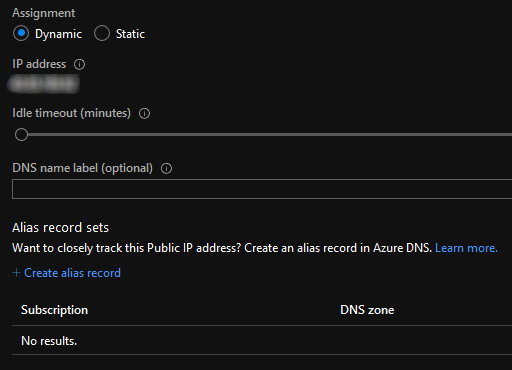 Assignment
Dynamic Static
IP address
Idle timeout (minutes)
DNS name label (optional)
Alias record sets
Want to closely track this Public IP address? Create an alias record in Azure DNS. Learn more.
+ Create alias record
Subscription DNS zone
No results.